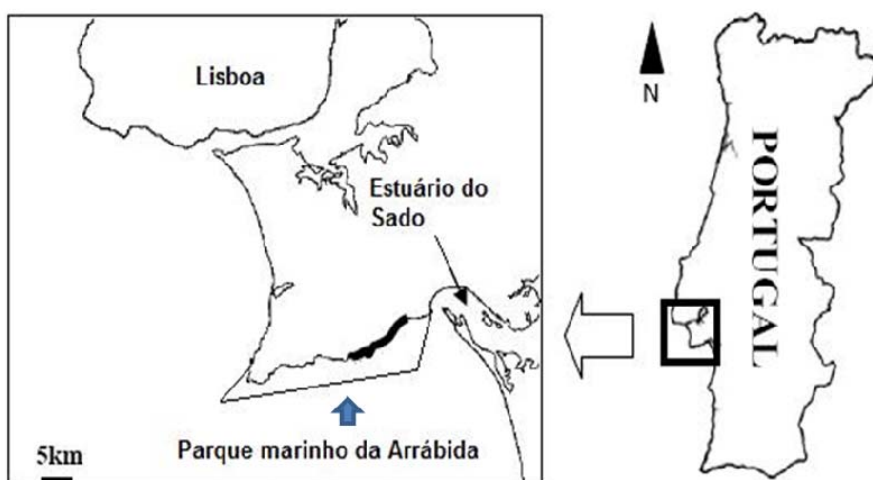 Lisboa
Estuário do
Sado
Parque marinho da Arrábida
5km
N
PORTUGAL